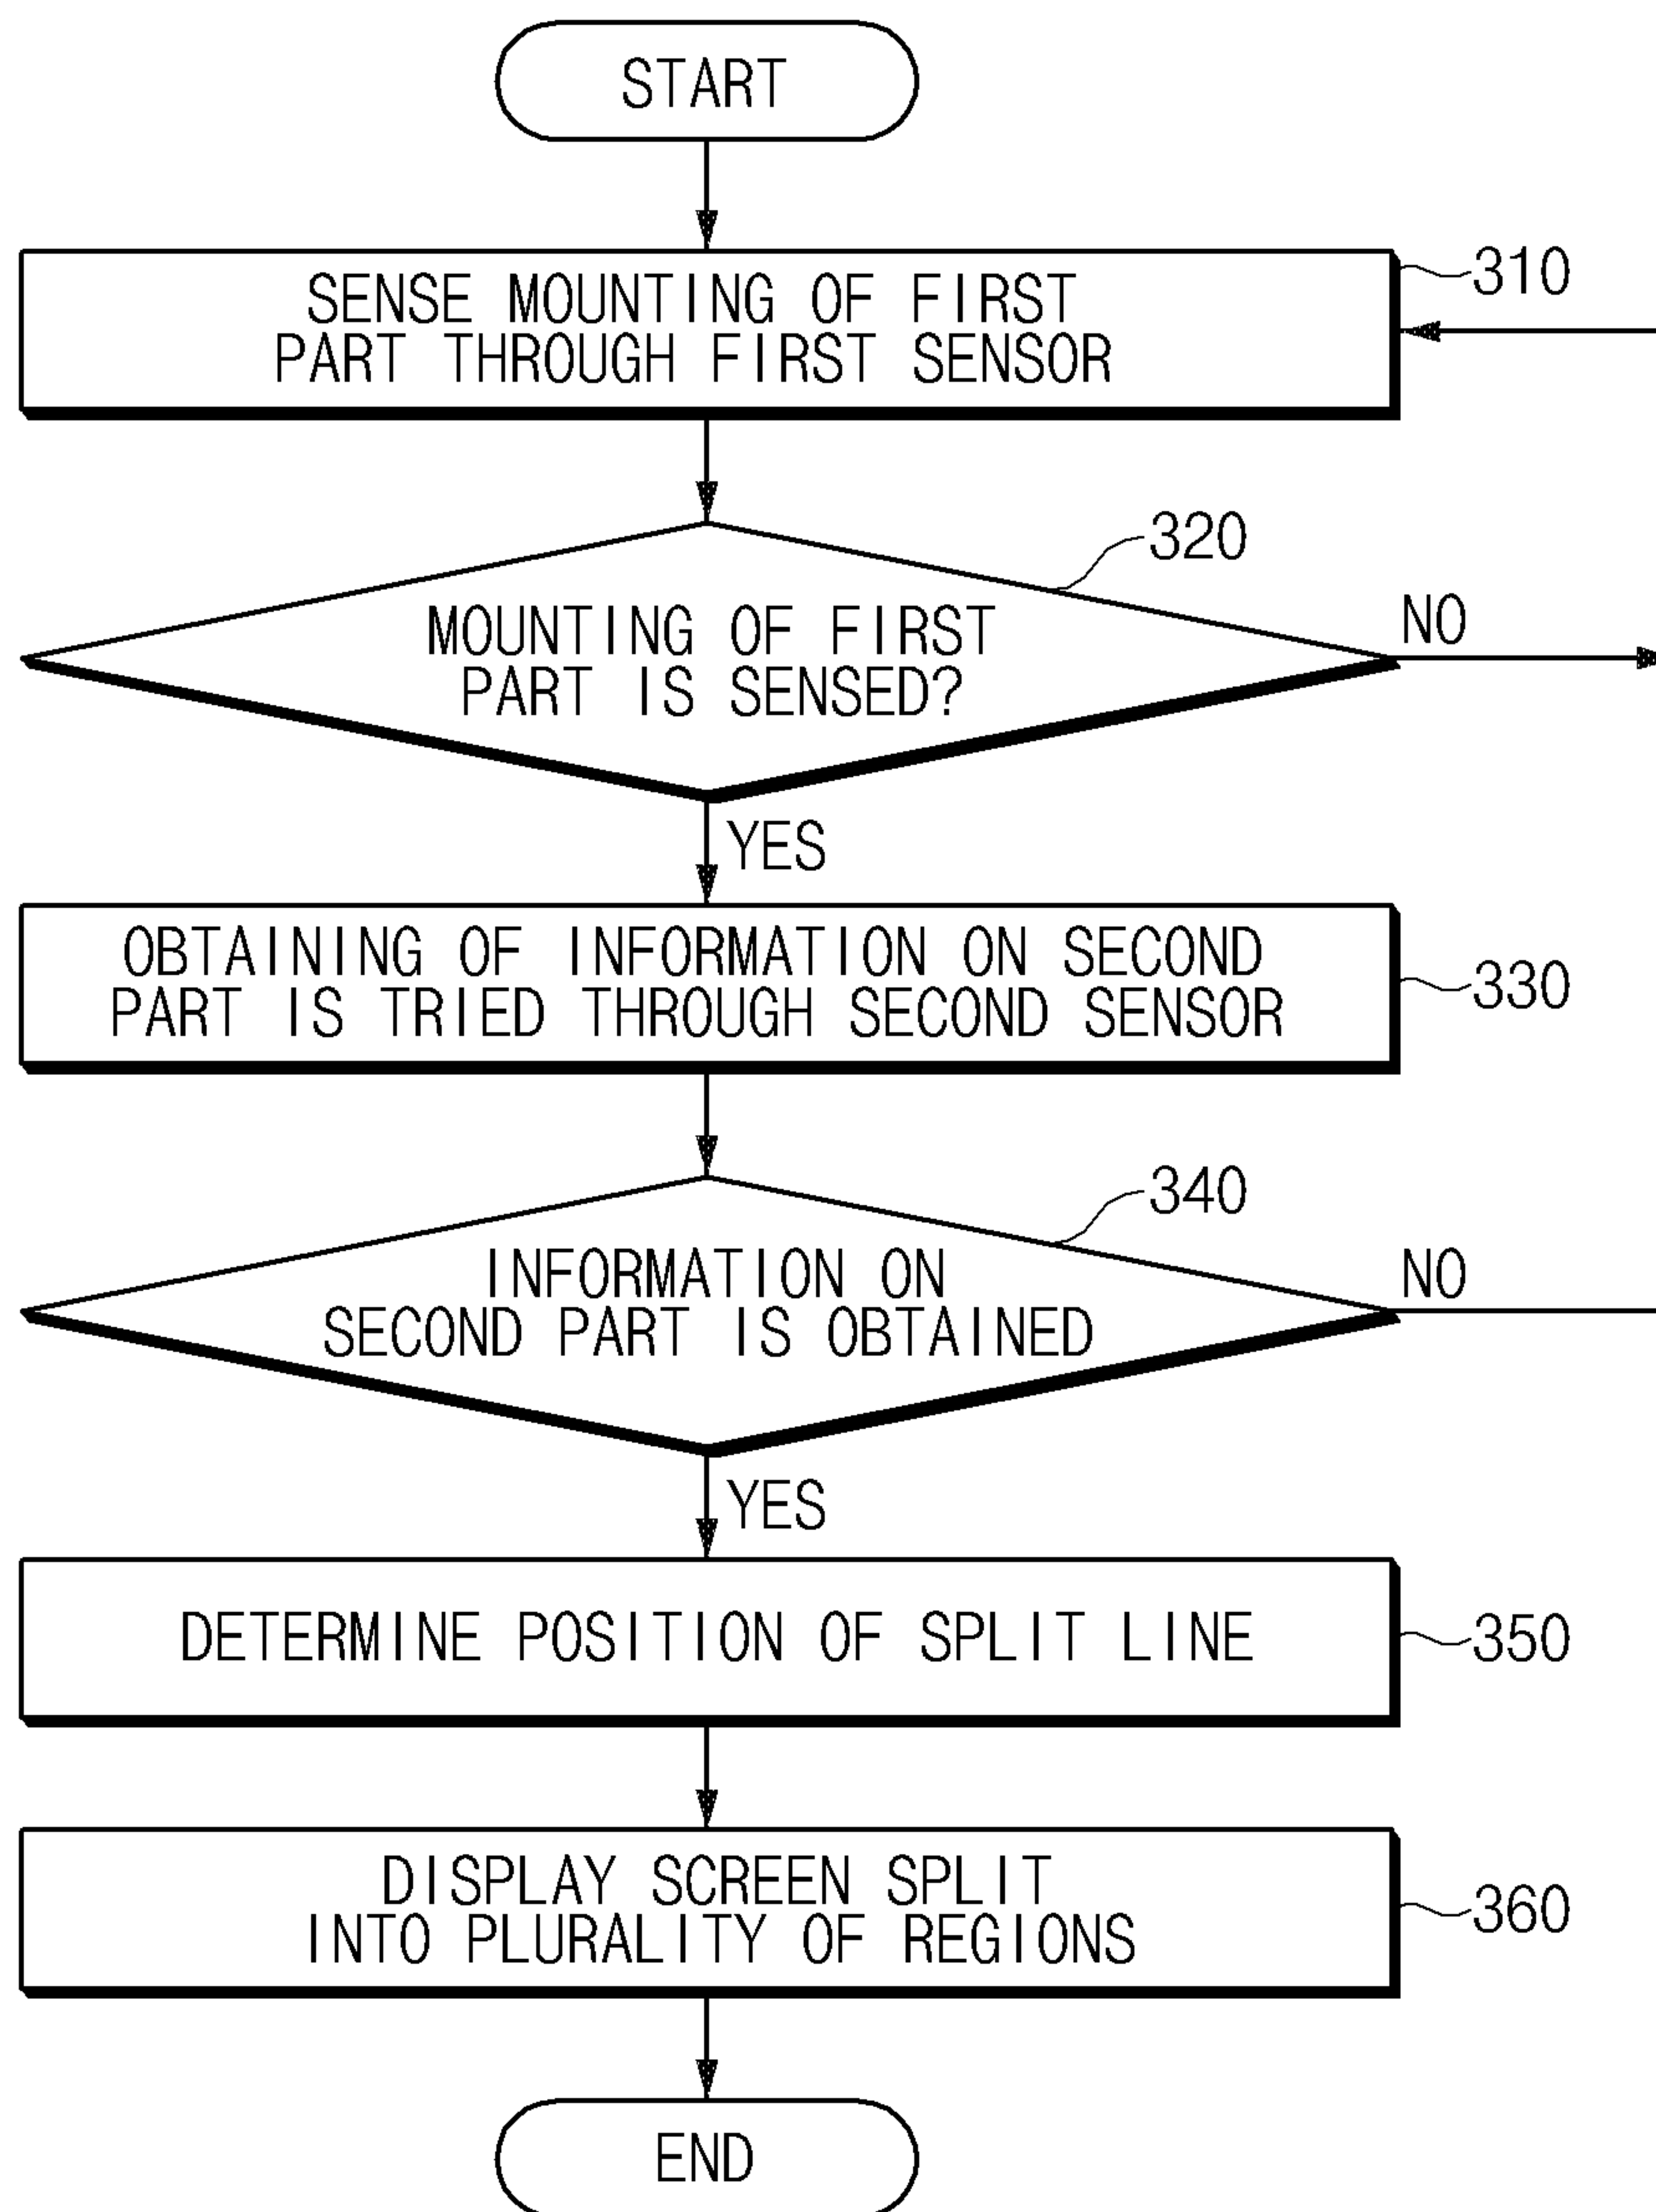 START
SENSE MOUNTING OF FIRST
PART THROUGH FIRST SENSOR
310
320
MOUNTING OF FIRST
PART IS SENSED?
NO
YES
OBTAINING OF INFORMATION ON SECOND
PART IS TRIED THROUGH SECOND SENSOR
330
340
INFORMATION ON
SECOND PART IS OBTAINED
NO
YES
DETERMINE POSITION OF SPLIT LINE
350
DISPLAY SCREEN SPLIT
INTO PLURALITY OF REGIONS
360
END